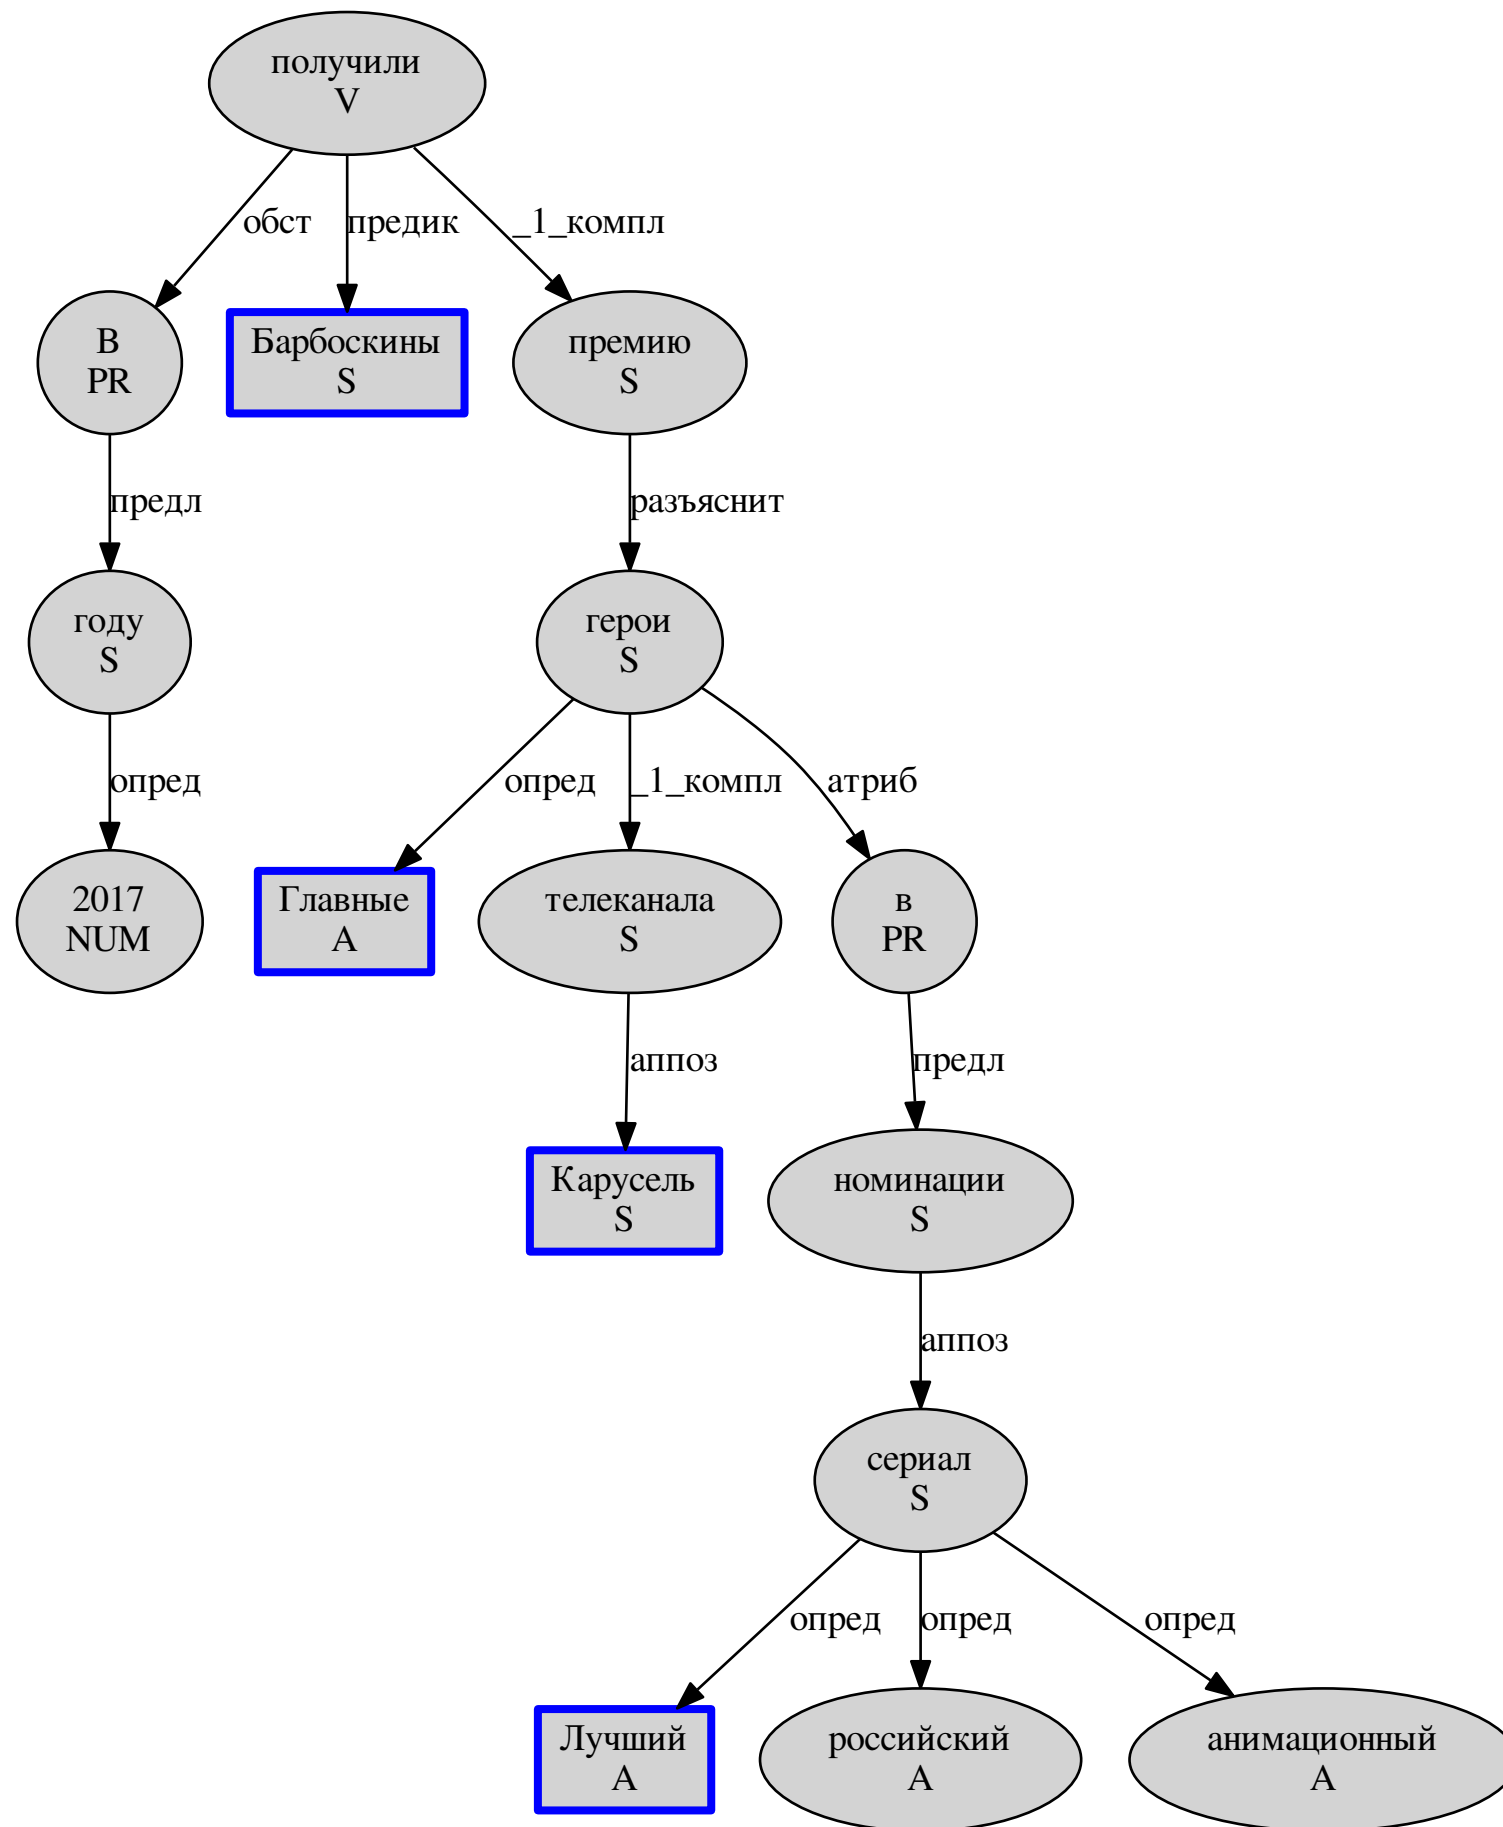 получили
V
обст
предик
_1_компл
В
PR
Барбоскины
S
премию
S
предл
разъяснит
году
S
герои
S
опред
опред
_1_компл
атриб
2017
NUM
Главные
A
телеканала
S
в
PR
аппоз
предл
Карусель
S
номинации
S
аппоз
сериал
S
опред
опред
опред
Лучший
A
российский
A
анимационный
A